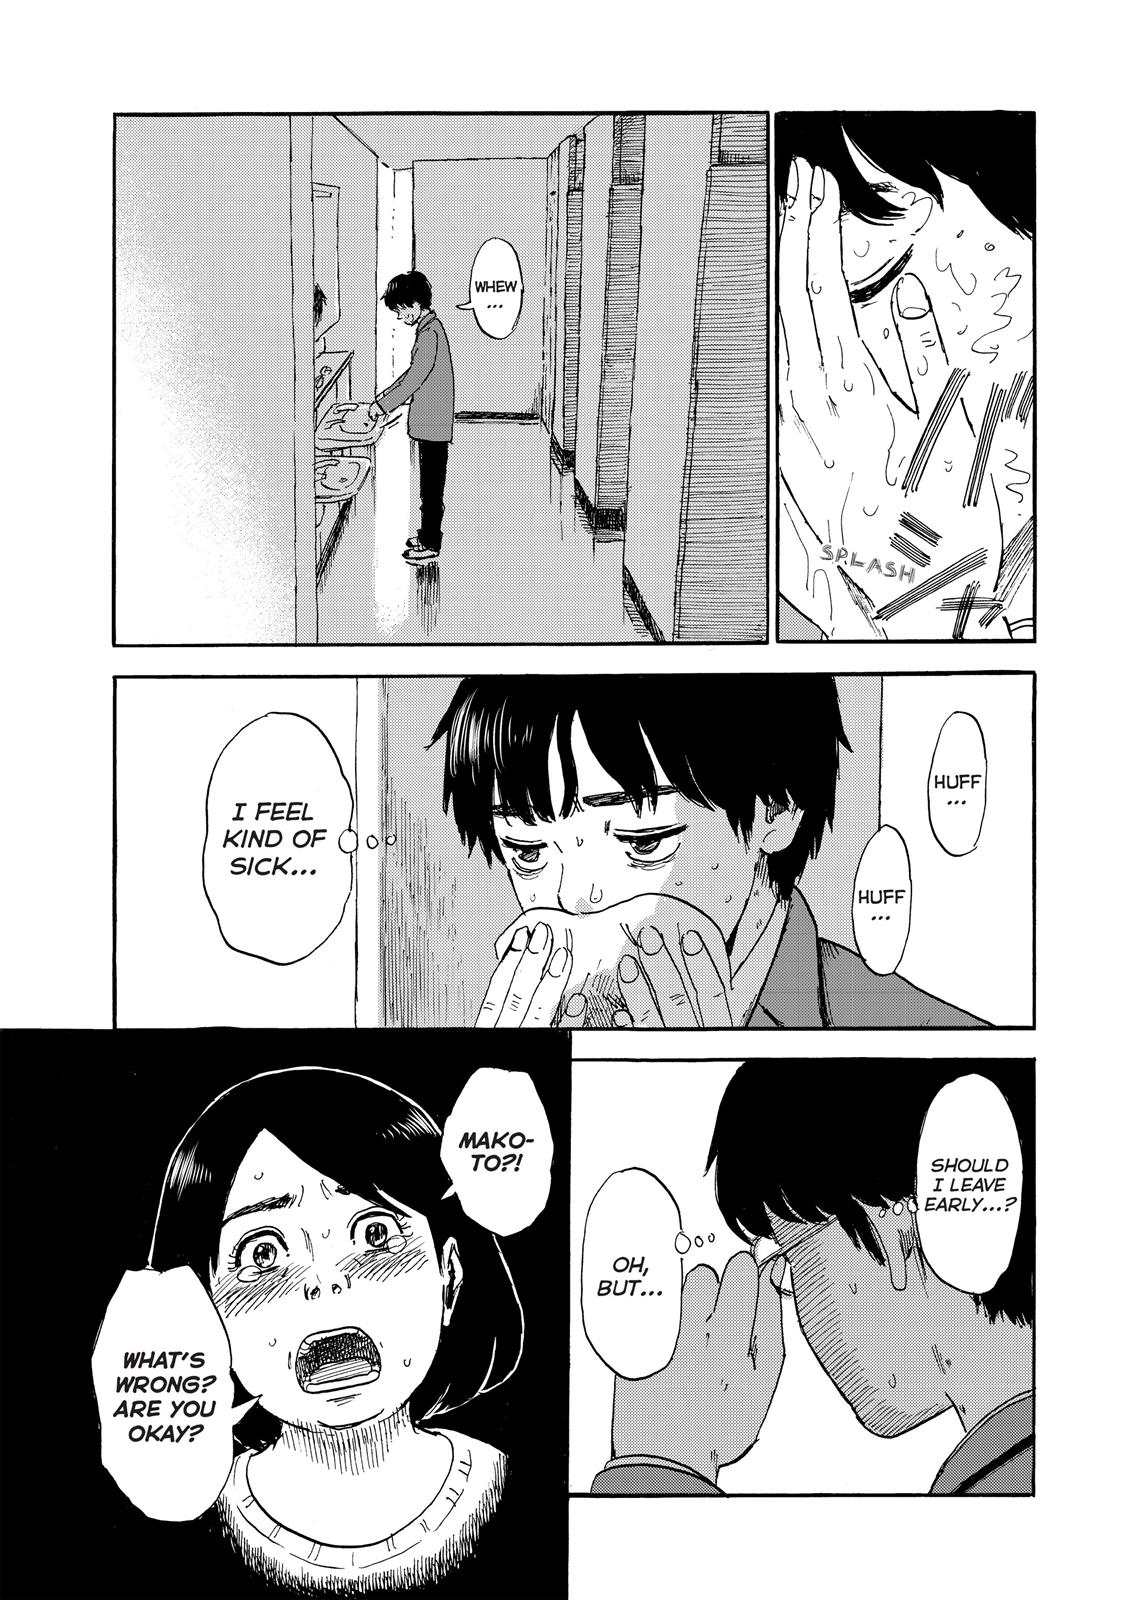 SPLASH
WHEW
...
HUFF
...
HUFF
...
I FEEL
KIND OF
SICK...
SHOULD
I LEAVE
EARLY...?
OH,
BUT...
MAKO-
TO?!
WHAT'S
WRONG?
ARE YOU
OKAY?